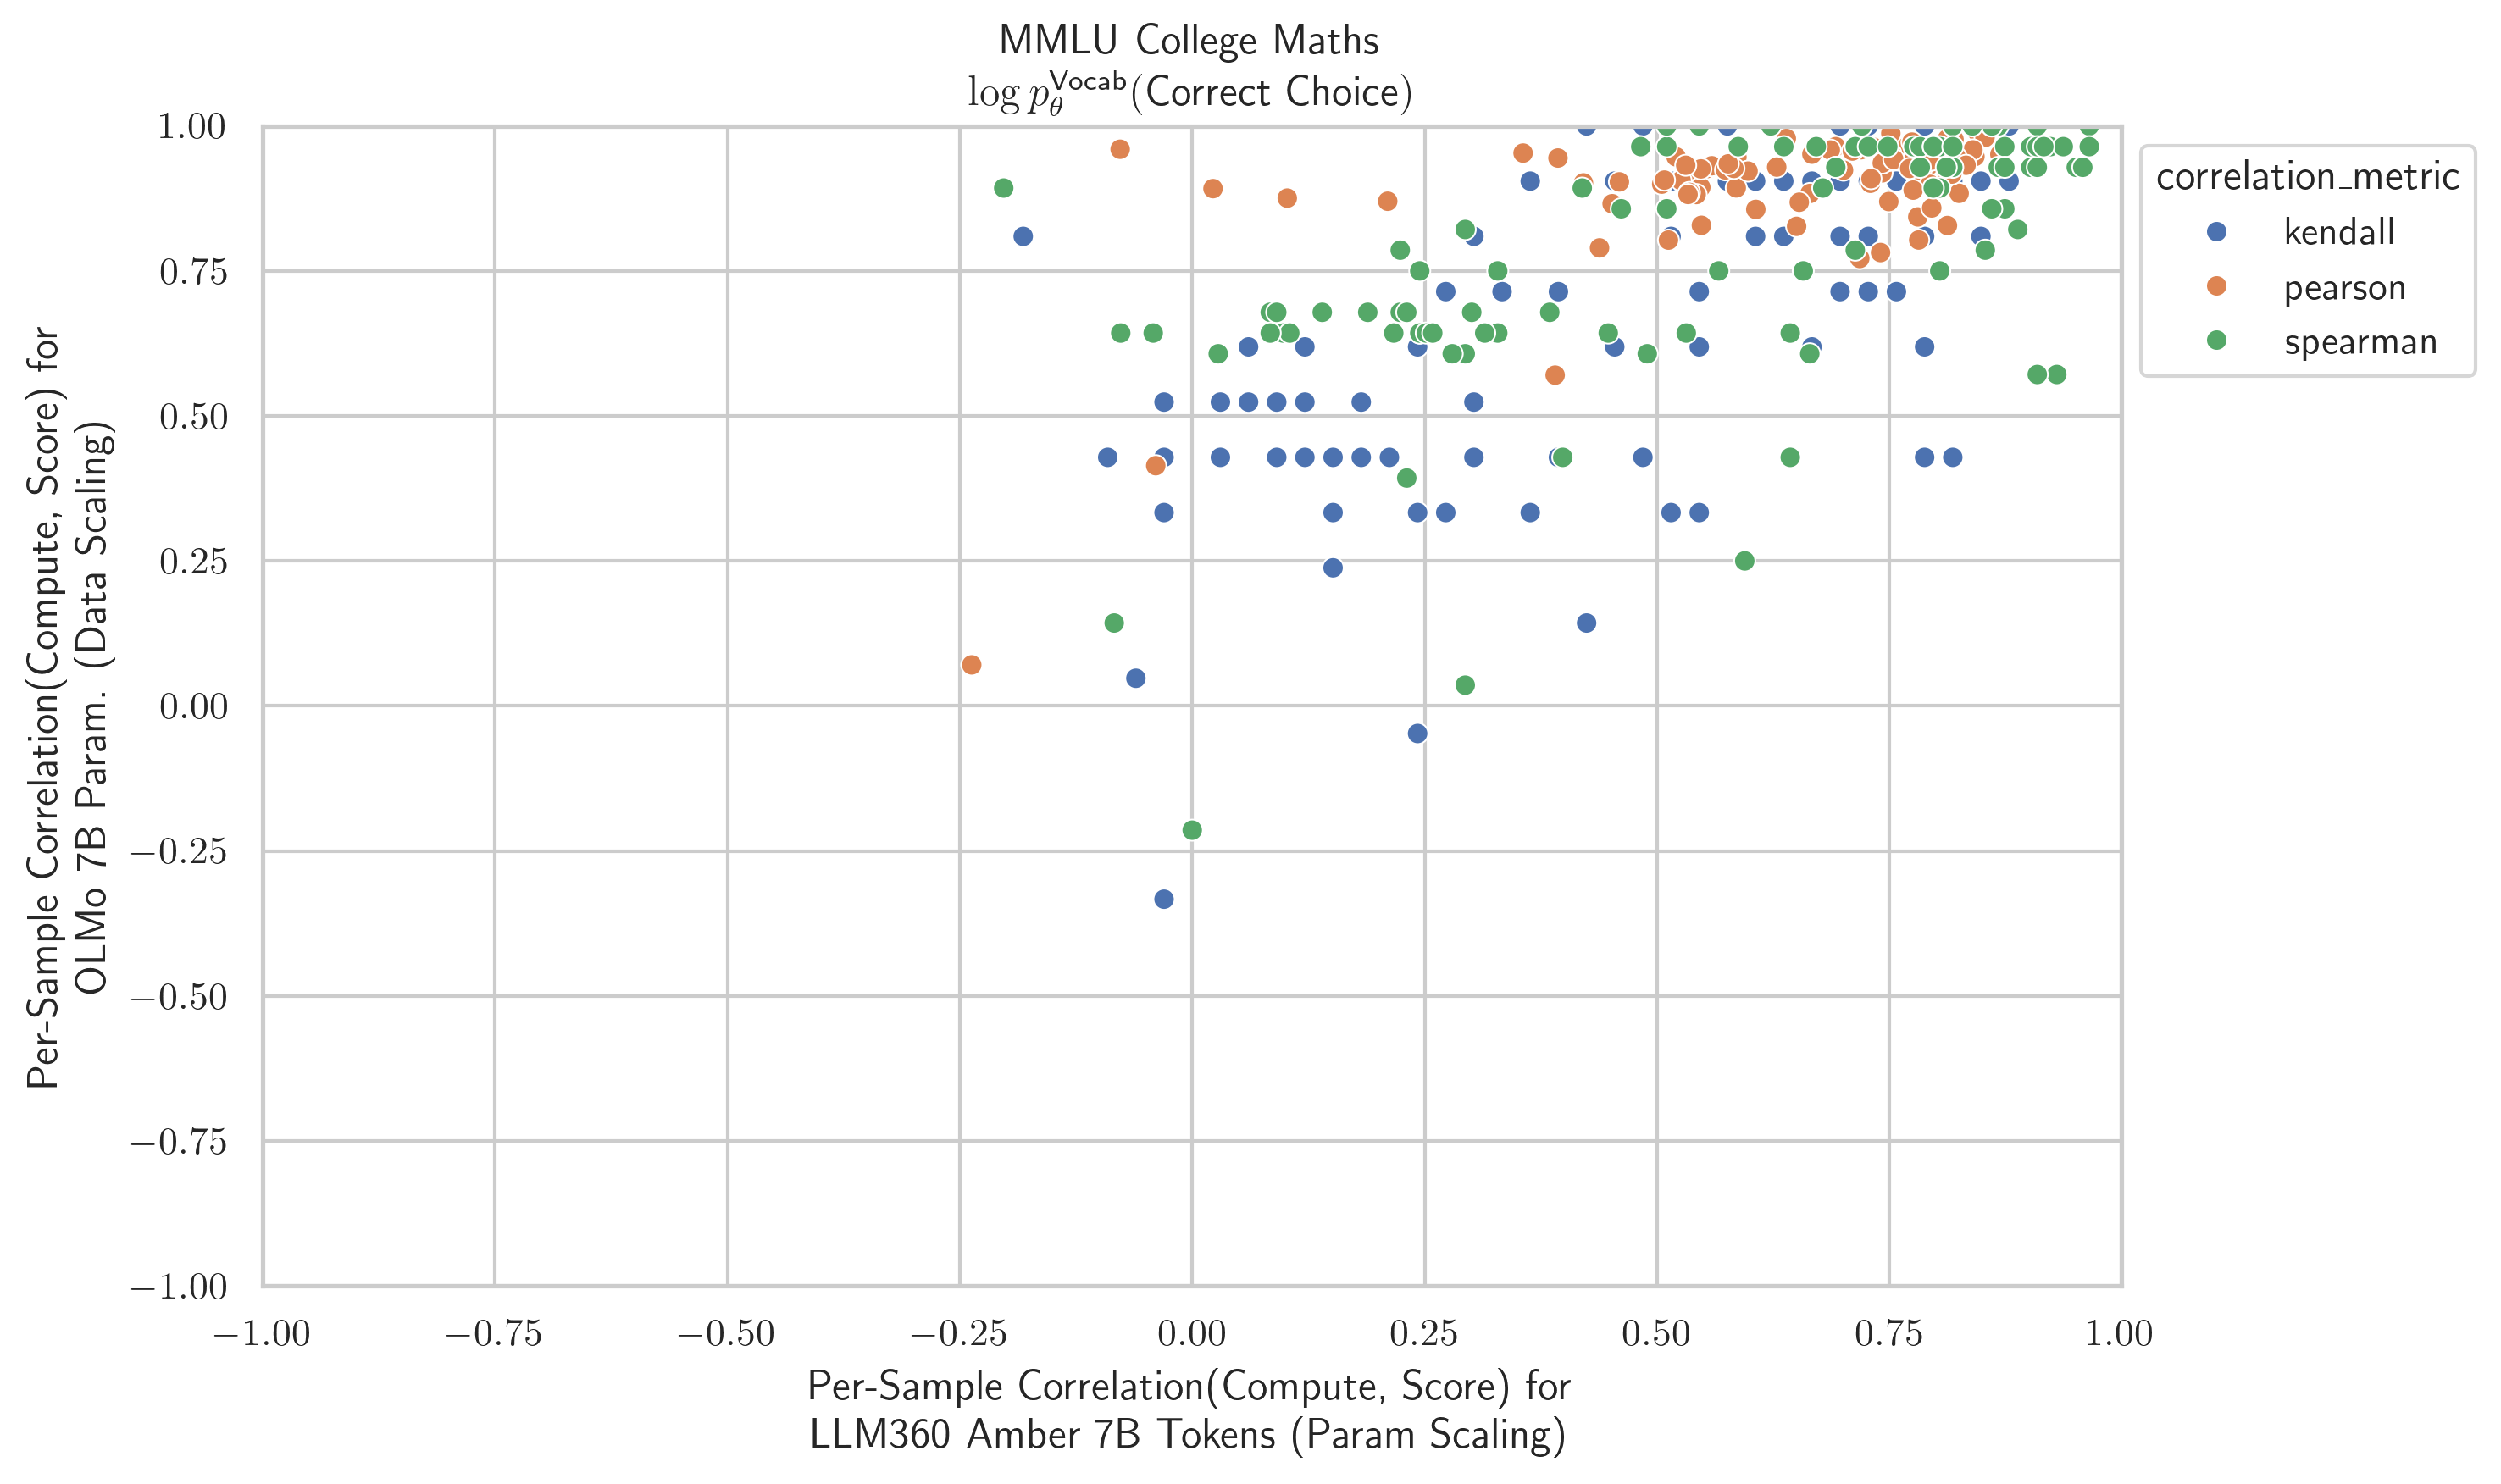 MMLU College Maths
log p_θ^Vocab(Correct Choice)
Per-Sample Correlation(Compute, Score) for
OLMo 7B Param. (Data Scaling)
1.00
0.75
0.50
0.25
0.00
−0.25
−0.50
−0.75
−1.00
−1.00 −0.75 −0.50 −0.25 0.00 0.25 0.50 0.75 1.00
Per-Sample Correlation(Compute, Score) for
LLM360 Amber 7B Tokens (Param Scaling)
correlation_metric
kendall
pearson
spearman